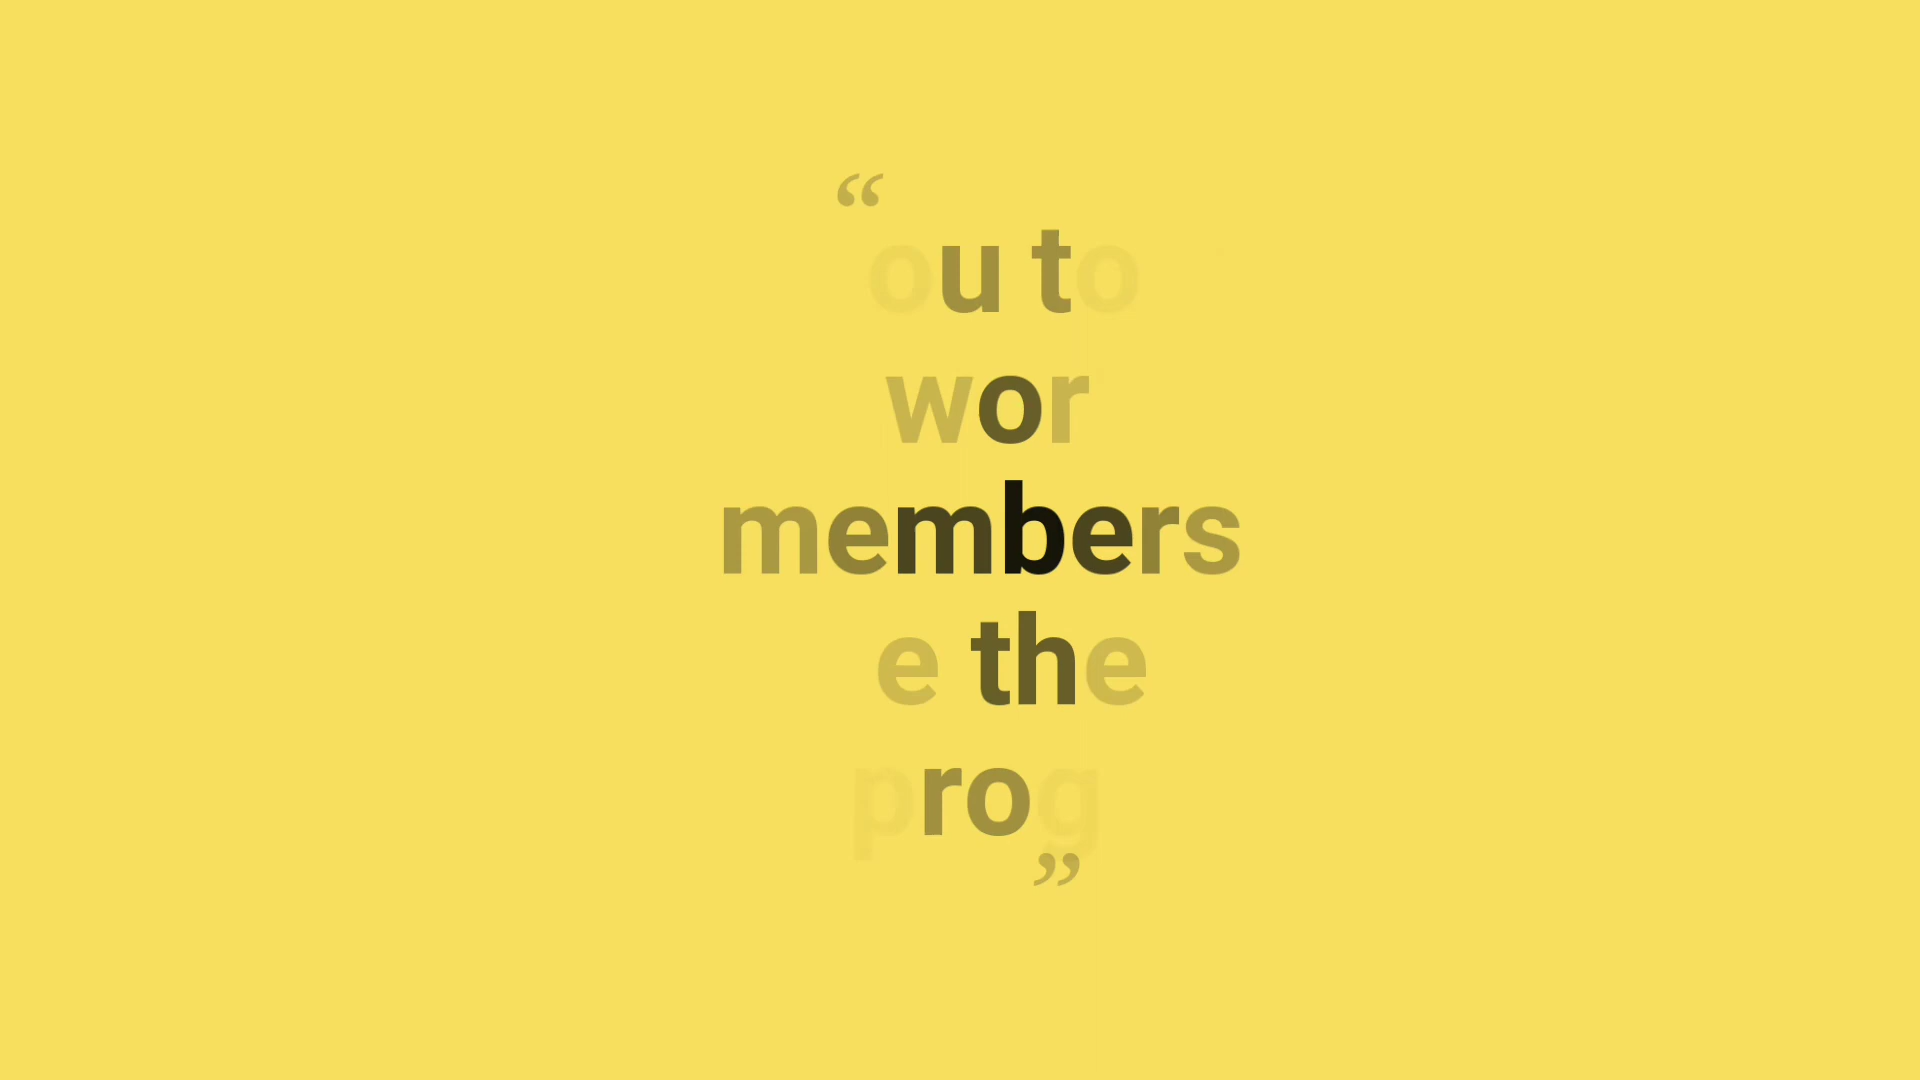 “
ou to
wor
members
e the
prog
”